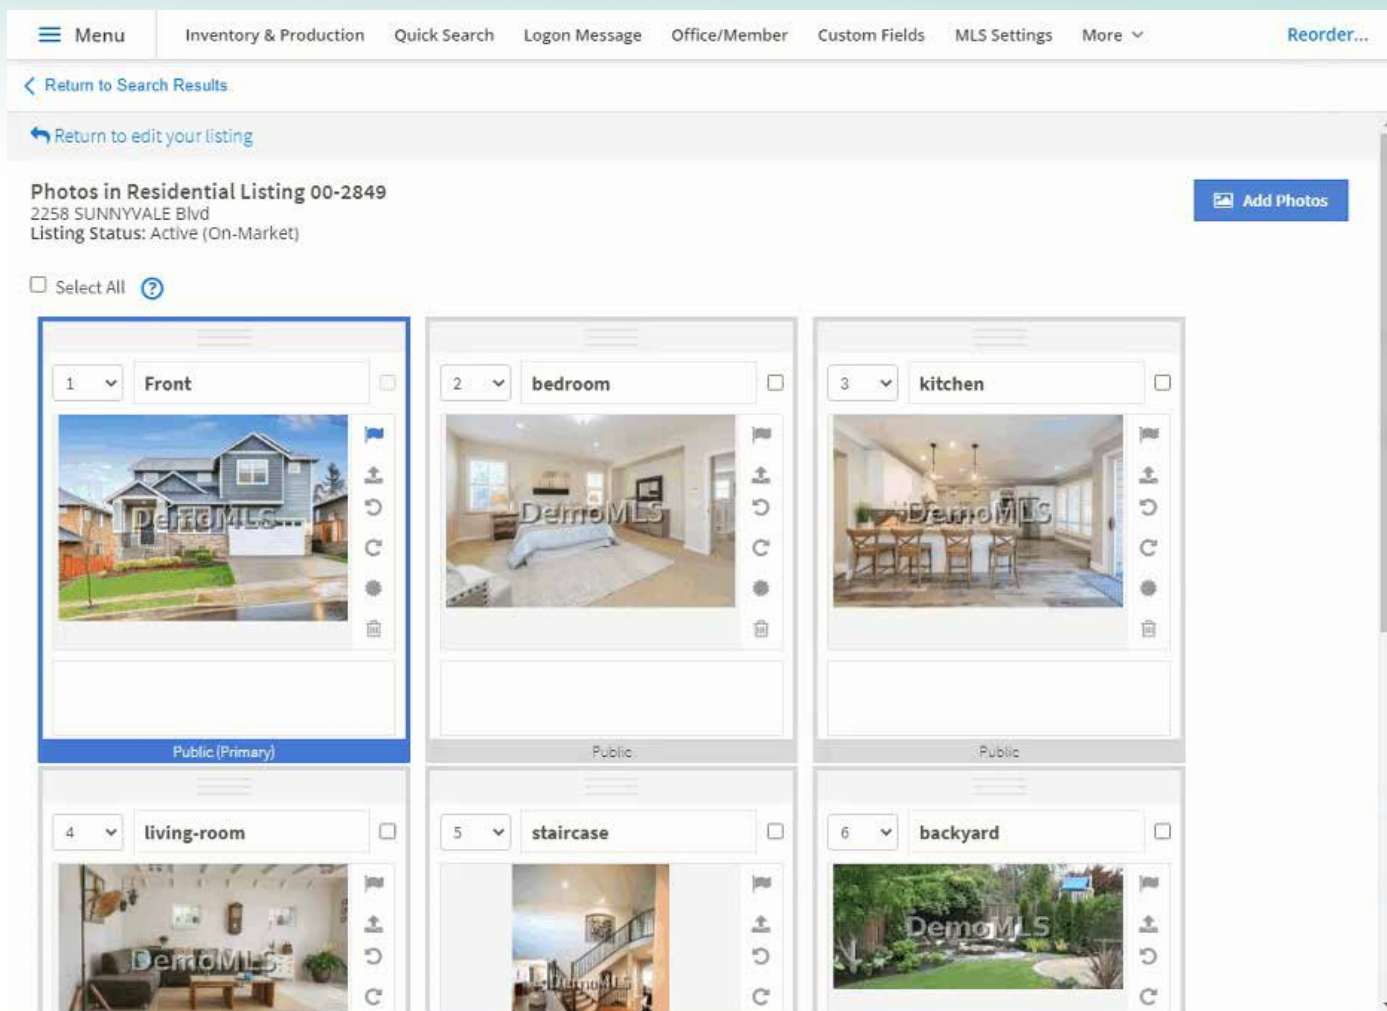 Menu Inventory & Production Quick Search Logon Message Office/Member Custom Fields MLS Settings More Reorder...
Return to Search Results
Return to edit your listing
Photos in Residential Listing 00-2849
2258 SUNNYVALE Blvd
Listing Status: Active (On-Market)
Add Photos
Select All ?
1 Front
2 bedroom
3 kitchen
DemoMLS
DemoMLS
DemoMLS
Public (Primary)
Public
Public
4 living-room
5 staircase
6 backyard
DemoMLS
DemoMLS
DemoMLS